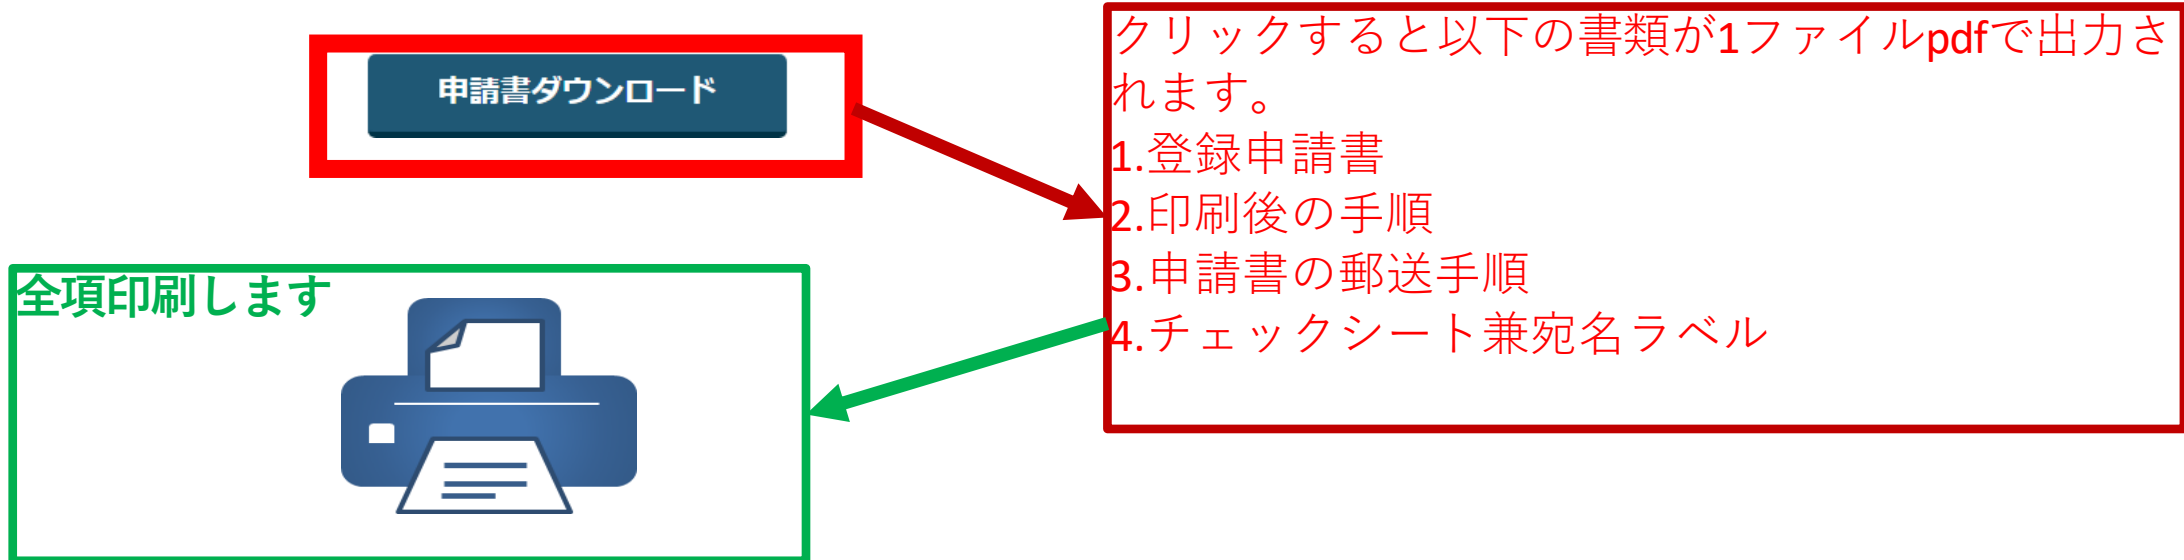 申請書ダウンロード
クリックすると以下の書類が1ファイルpdfで出力さ
れます。
1.登録申請書
2.印刷後の手順
3.申請書の郵送手順
4.チェックシート兼宛名ラベル
全項印刷します